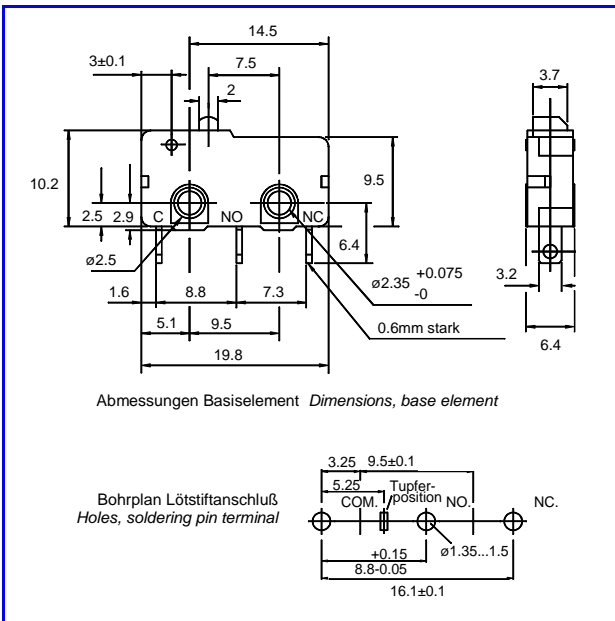 14.5
3±0.1
7.5
3.7
2
10.2
9.5
2.5
2.9
C
NO
NC
6.4
ø2.5
ø2.35 +0.075
-0
3.2
1.6
8.8
7.3
0.6mm stark
5.1
9.5
6.4
19.8
Abmessungen Basiselement Dimensions, base element
3.25
9.5±0.1
5.25
Tupfer-
position
Bohrplan Lötstiftanschluß
Holes, soldering pin terminal
COM.
NO.
NC.
+0.15
8.8-0.05
ø1.35...1.5
16.1±0.1